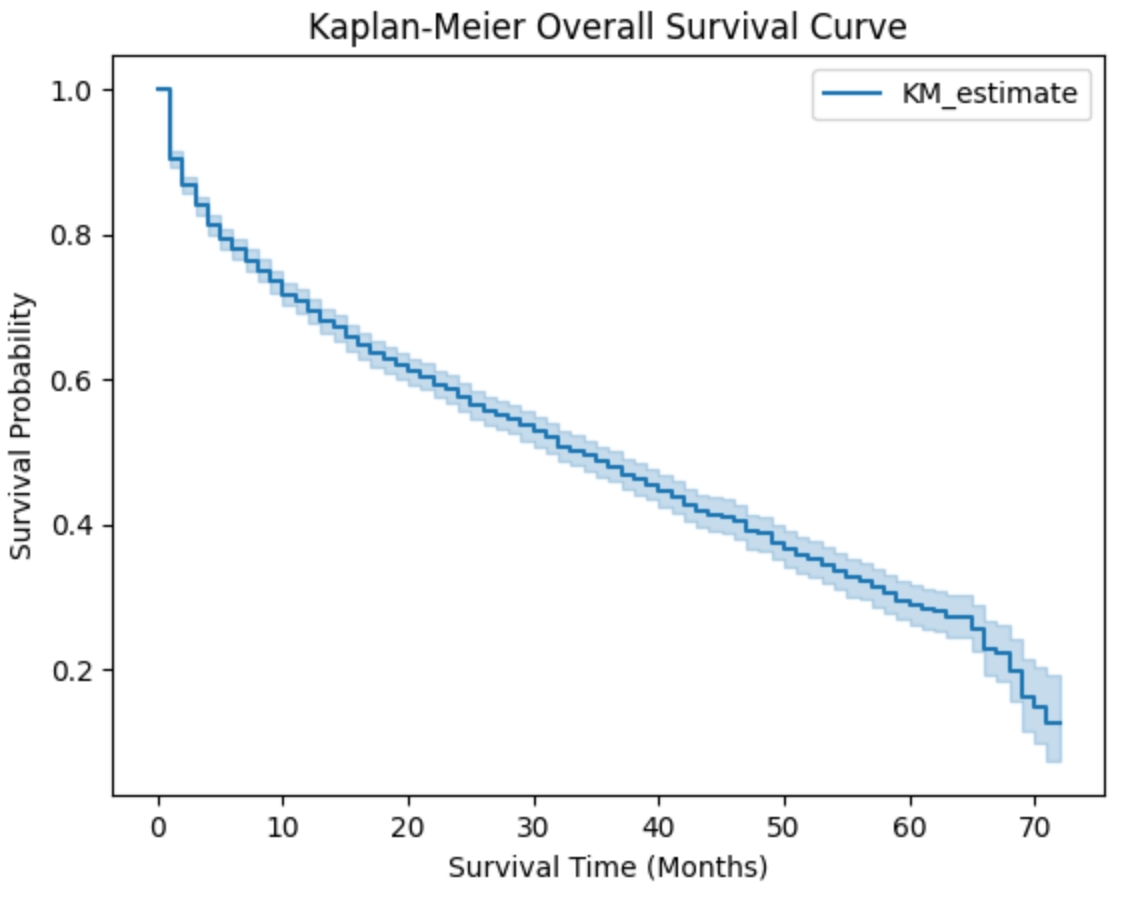 Kaplan-Meier Overall Survival Curve
KM_estimate
Survival Probability
1.0
0.8
0.6
0.4
0.2
0 10 20 30 40 50 60 70
Survival Time (Months)